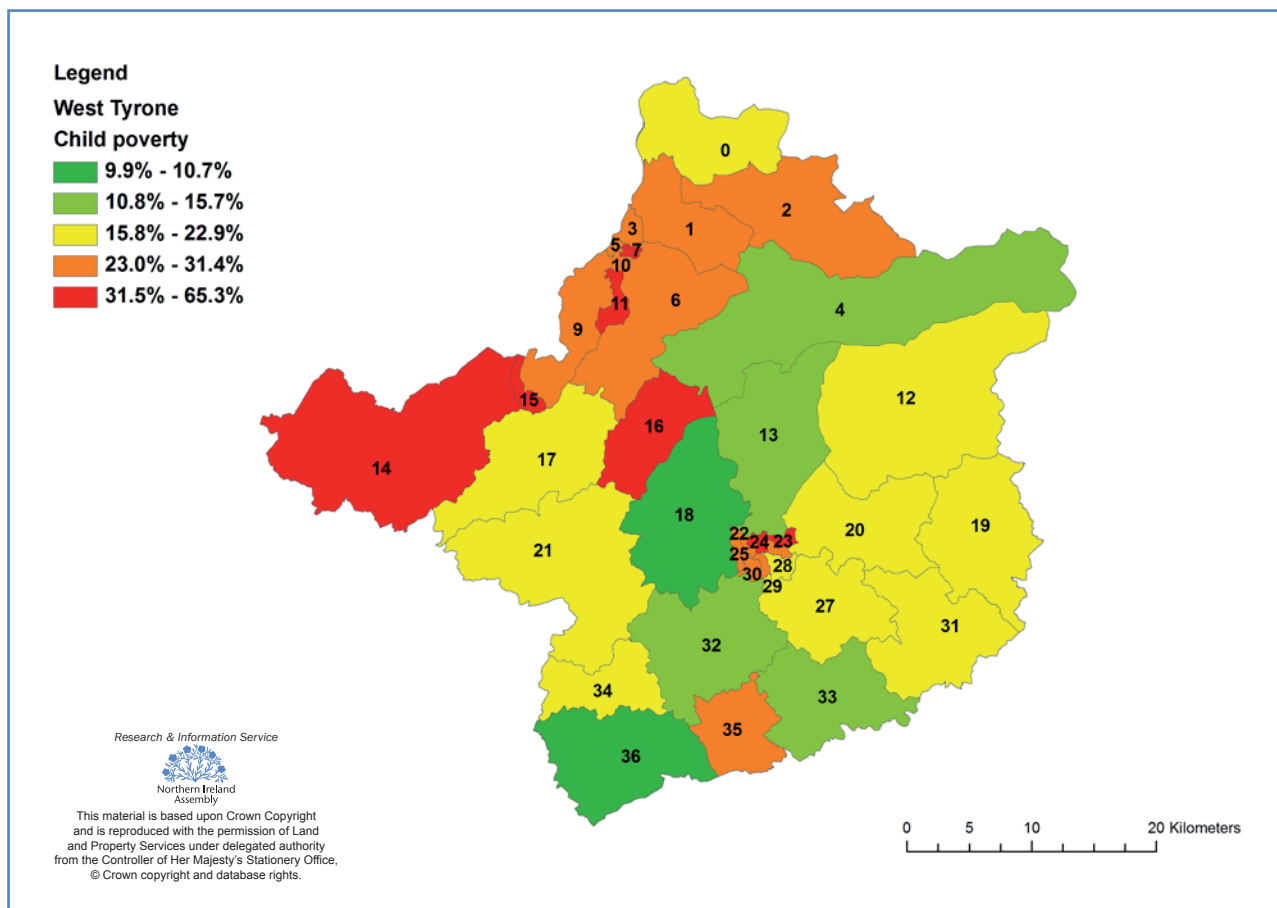 Legend
West Tyrone
Child poverty
9.9% - 10.7%
10.8% - 15.7%
15.8% - 22.9%
23.0% - 31.4%
31.5% - 65.3%
0
2
1
3
5
7
10
6
11
4
9
15
12
16
13
14
17
18
20
19
22
24
23
21
25
28
30
29
27
31
32
34
33
35
36
Research & Information Service
Northern Ireland
Assembly
This material is based upon Crown Copyright
and is reproduced with the permission of Land
and Property Services under delegated authority
from the Controller of Her Majesty's Stationery Office,
© Crown copyright and database rights.
0 5 10 20 Kilometers